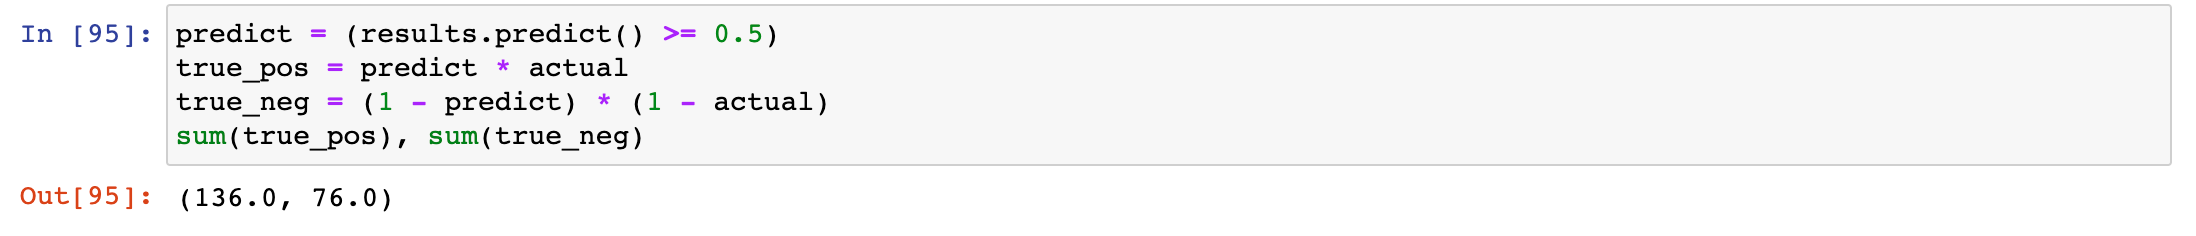 In [95]: predict = (results.predict() >= 0.5)
true_pos = predict * actual
true_neg = (1 - predict) * (1 - actual)
sum(true_pos), sum(true_neg)
Out[95]: (136.0, 76.0)